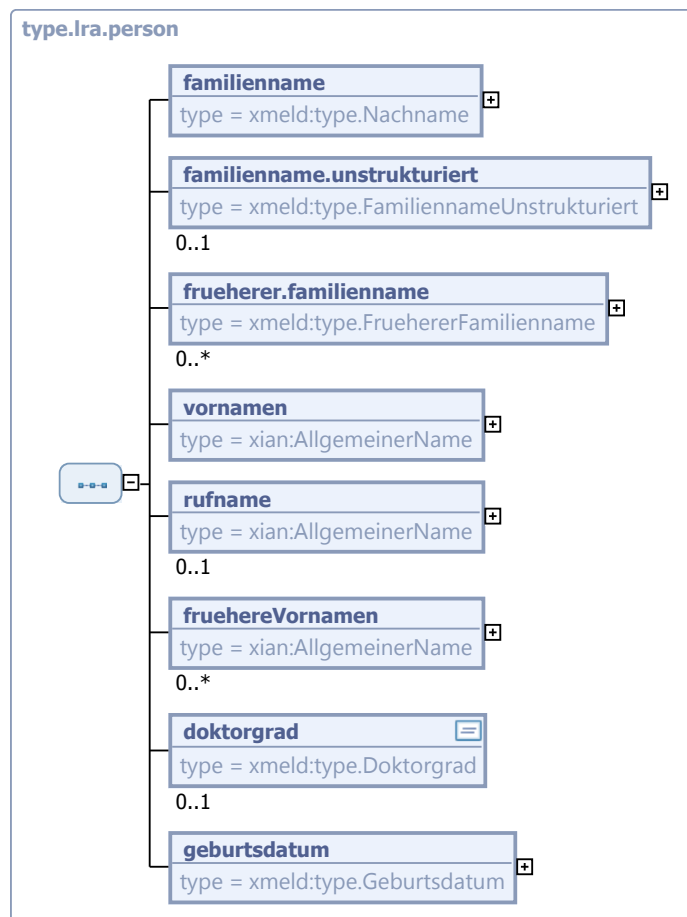 type.lra.person
familienname
type = xmeld:type.Nachname
familienname.unstrukturiert
type = xmeld:type.FamiliennameUnstrukturiert
0..1
frueherer.familienname
type = xmeld:type.FruehererFamilienname
0..*
vornamen
type = xian:AllgemeinerName
rufname
type = xian:AllgemeinerName
0..1
fruehereVornamen
type = xian:AllgemeinerName
0..*
doktorgrad
type = xmeld:type.Doktorgrad
0..1
geburtsdatum
type = xmeld:type.Geburtsdatum